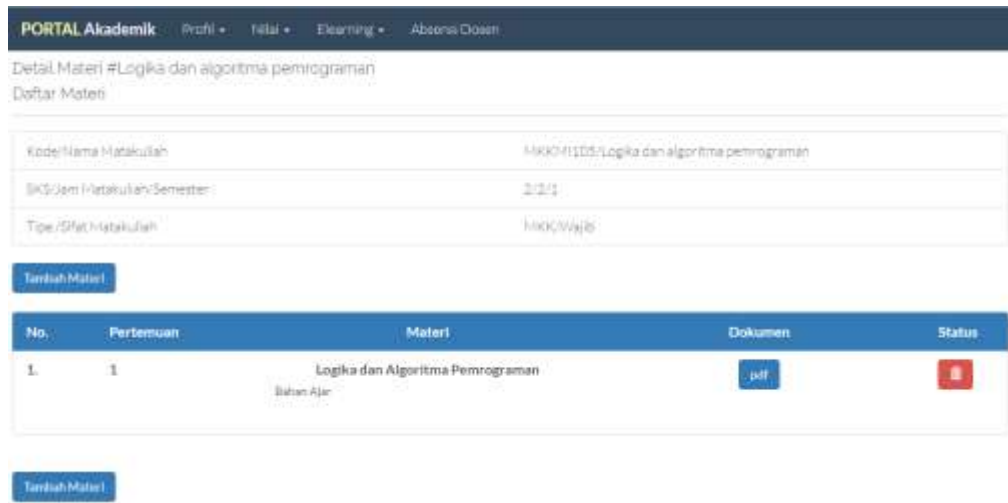 PORTAL Akademik Profil Nilai Elearning Absensi Dosen
Detail Materi #Logika dan algoritma pemrograman
Daftar Materi
Kode/Nama Matakuliah /Logika dan algoritma pemrograman
SKS/Jam Matakuliah/Semester 2/2/1
Tipe/Sifat Matakuliah MKK/Wajib
Tambah Materi
No. Pertemuan Materi Dokumen Status
1. 1 Logika dan Algoritma Pemrograman pdf
Bahan Ajar
Tambah Materi